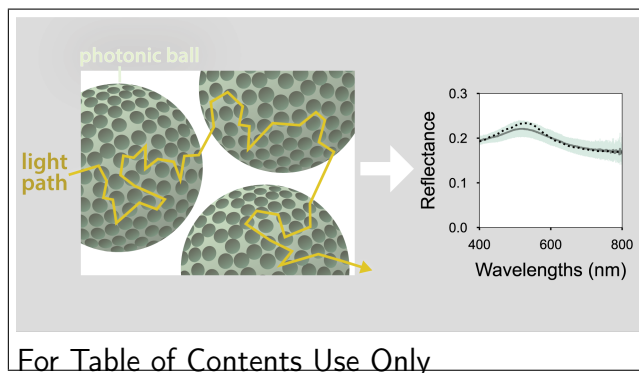 photonic ball
light
path
0.3
0.2
0.1
0.0
Reflectance
400
600
800
Wavelengths (nm)
For Table of Contents Use Only